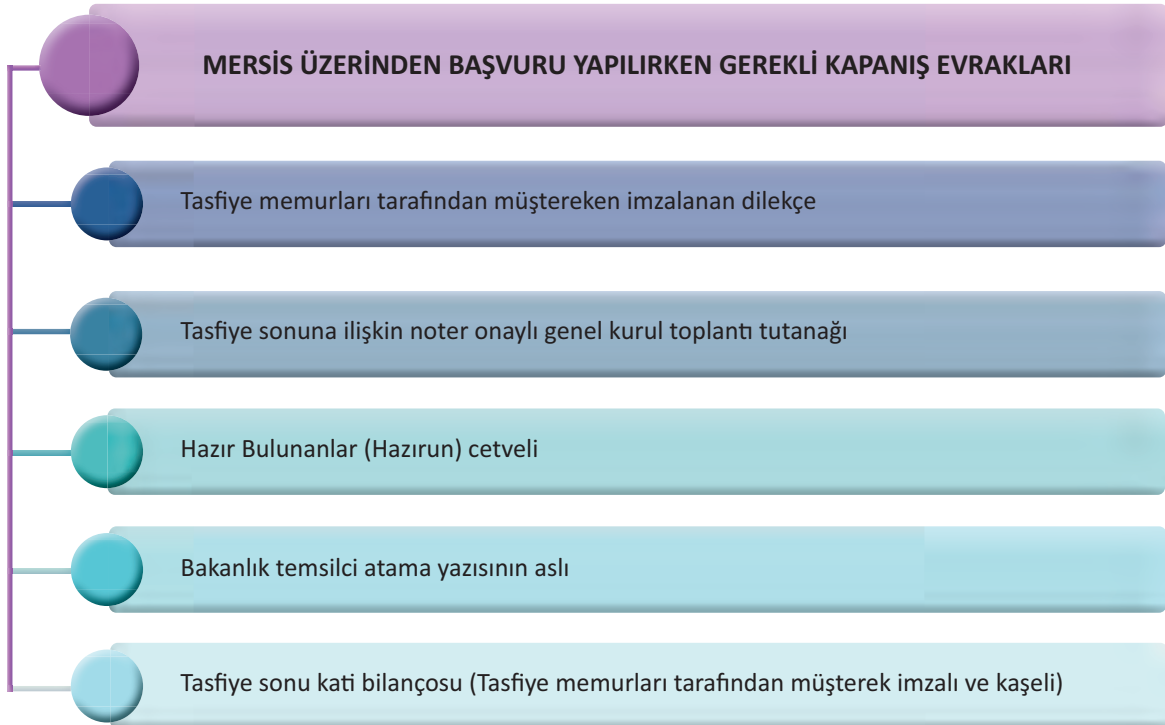 MERSİS ÜZERİNDEN BAŞVURU YAPILIRKEN GEREKLİ KAPANIŞ EVRAKLARI
Tasfiye memurları tarafından müştereken imzalanan dilekçe
Tasfiye sonuna ilişkin noter onaylı genel kurul toplantı tutanağı
Hazır Bulunanlar (Hazırun) cetveli
Bakanlık temsilci atama yazısının aslı
Tasfiye sonu kati bilançosu (Tasfiye memurları tarafından müşterek imzalı ve kaşeli)